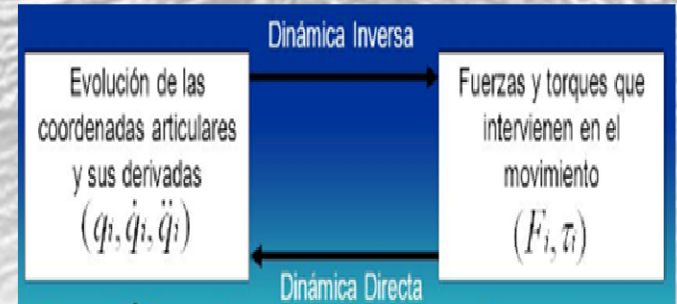 Dinámica Inversa
Evolución de las
coordenadas articulares
y sus derivadas
(qi, q̇i, q̈i)
Fuerzas y torques que
intervienen en el
movimiento
(Fi, τi)
Dinámica Directa